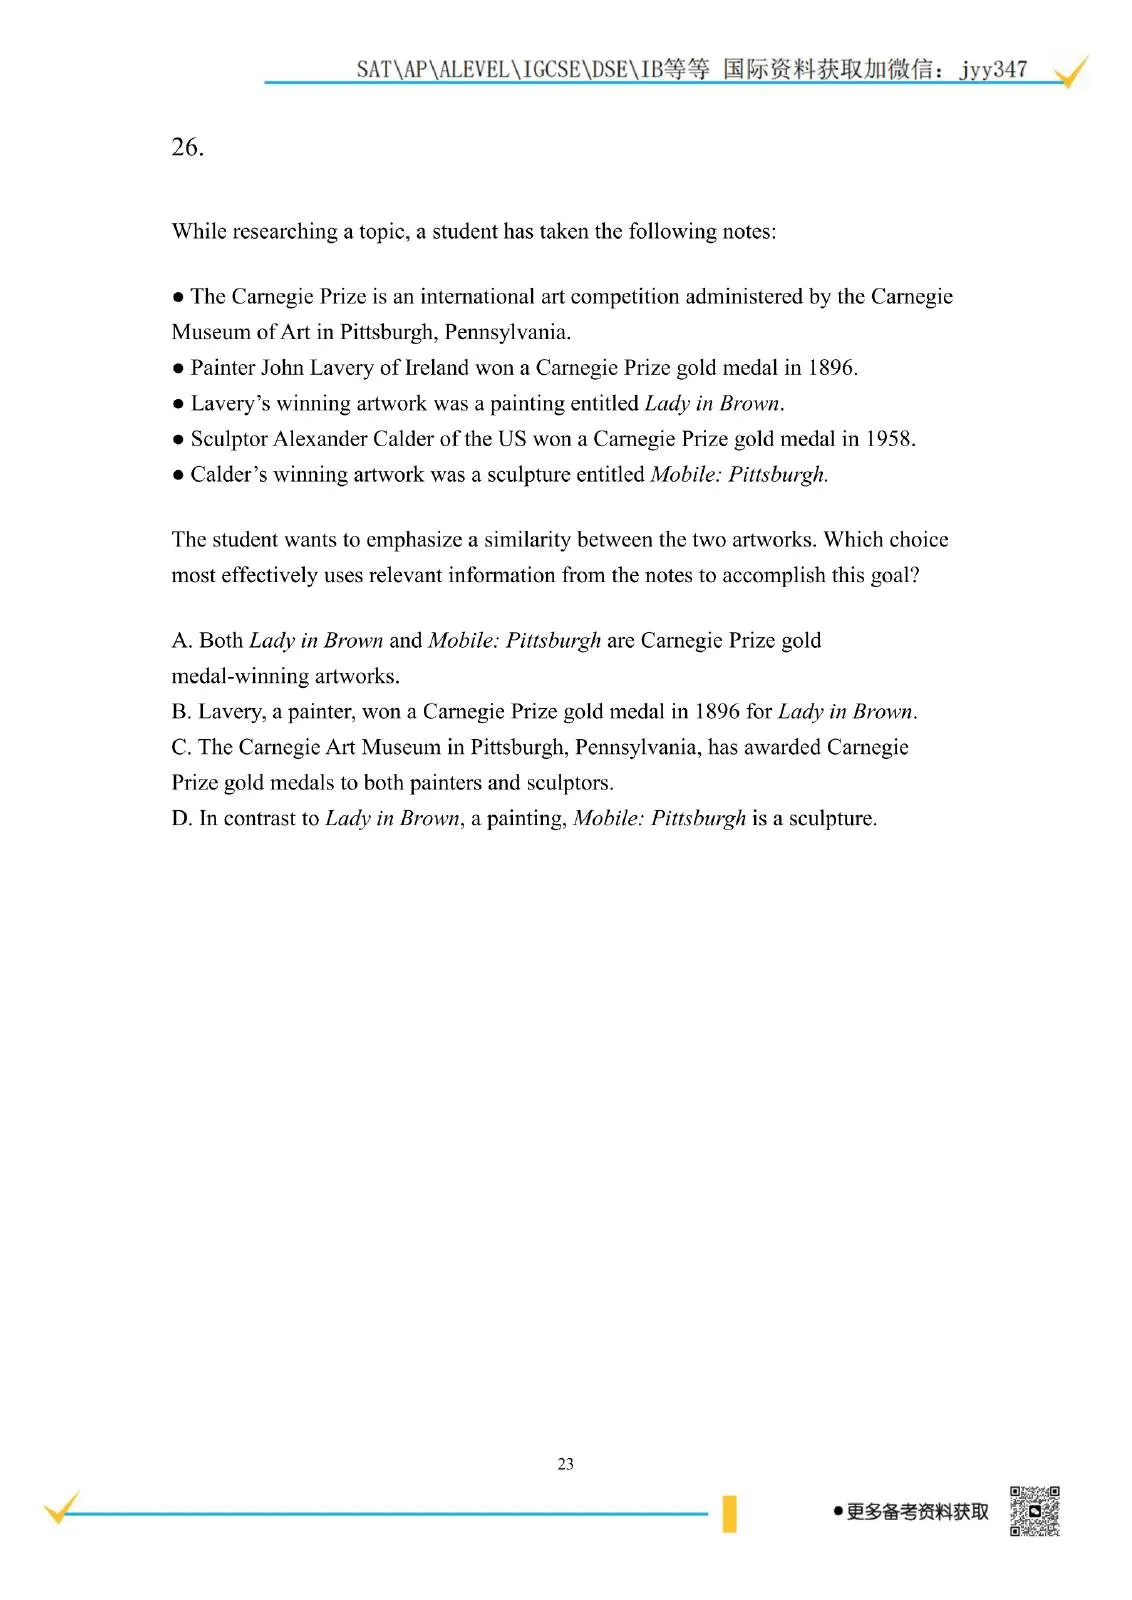 SAT\AP\ALEVEL\IGCSE\DSE\IB等等 国际资料获取加微信：jyy347
26.
While researching a topic, a student has taken the following notes:
● The Carnegie Prize is an international art competition administered by the Carnegie
Museum of Art in Pittsburgh, Pennsylvania.
● Painter John Lavery of Ireland won a Carnegie Prize gold medal in 1896.
● Lavery’s winning artwork was a painting entitled Lady in Brown.
● Sculptor Alexander Calder of the US won a Carnegie Prize gold medal in 1958.
● Calder’s winning artwork was a sculpture entitled Mobile: Pittsburgh.
The student wants to emphasize a similarity between the two artworks. Which choice
most effectively uses relevant information from the notes to accomplish this goal?
A. Both Lady in Brown and Mobile: Pittsburgh are Carnegie Prize gold
medal-winning artworks.
B. Lavery, a painter, won a Carnegie Prize gold medal in 1896 for Lady in Brown.
C. The Carnegie Art Museum in Pittsburgh, Pennsylvania, has awarded Carnegie
Prize gold medals to both painters and sculptors.
D. In contrast to Lady in Brown, a painting, Mobile: Pittsburgh is a sculpture.
23
●更多备考资料获取